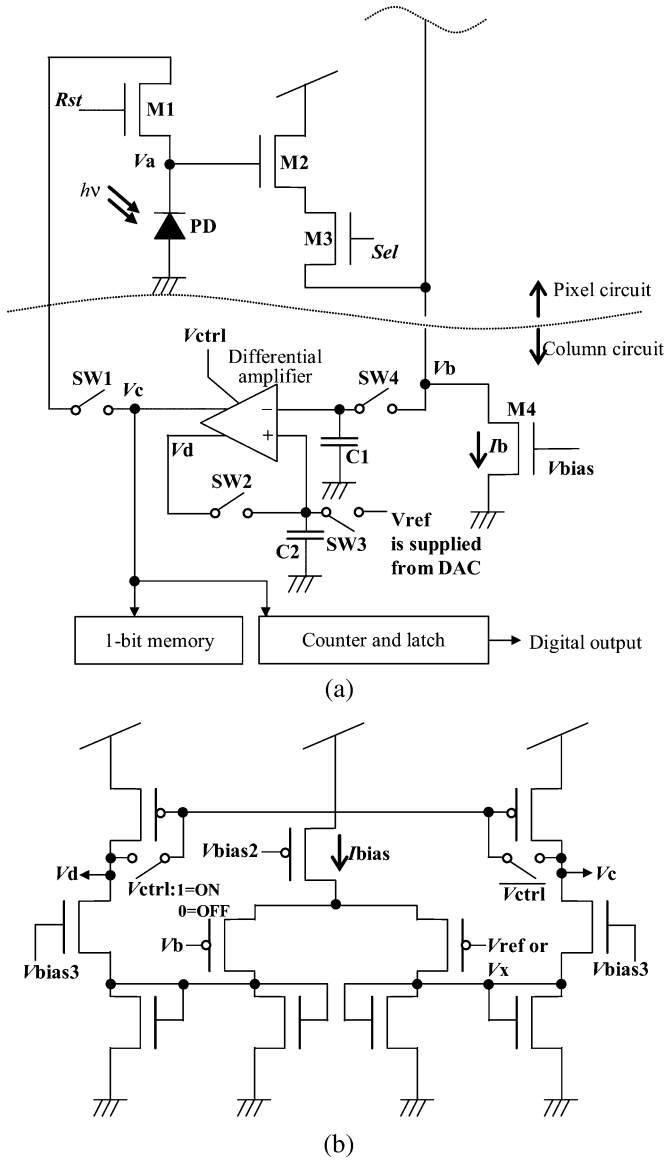 Rst
M1
Va
M2
hν
PD
M3
Sel
Pixel circuit
Column circuit
Vctrl
Differential
amplifier
SW1
Vc
SW4
Vb
M4
−
+
Vd
C1
Ib
Vbias
SW2
C2
SW3
Vref
is supplied
from DAC
1-bit memory
Counter and latch
Digital output
(a)
Vbias2
Ibias
Vd
Vctrl:1=ON
0=OFF
Vctrl
Vc
Vb
Vref or
Vx
Vbias3
Vbias3
(b)